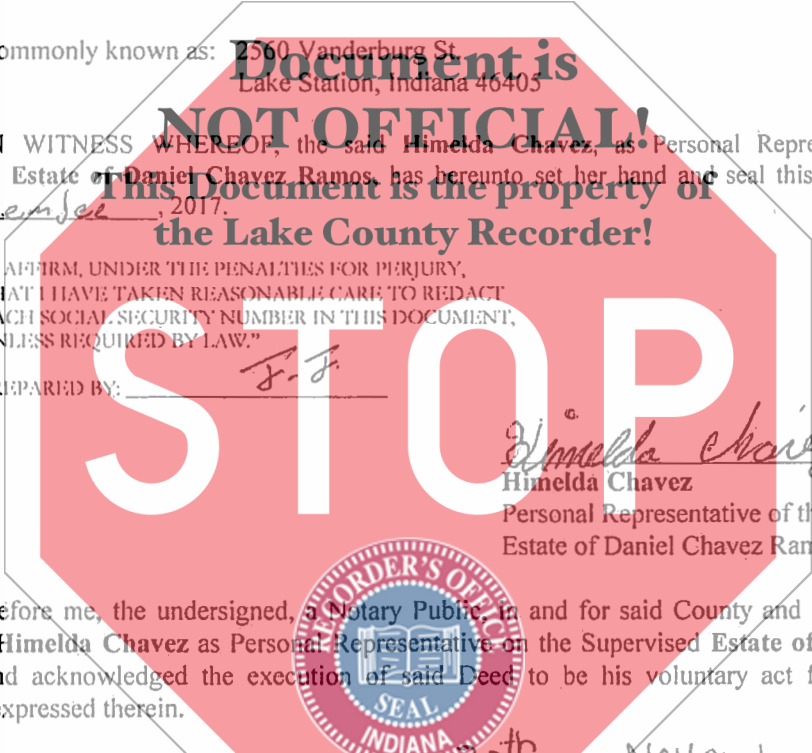 ommonly known as: 2560 Vanderburg St.
Lake Station, Indiana 46405
Document is
NOT OFFICIAL!
This Document is the property of
the Lake County Recorder!
WITNESS WHEREOF, the said Himelda Chavez, as Personal Repre
Estate of Daniel Chavez Ramos, has hereunto set her hand and seal this
, 2017.
AFFIRM, UNDER THE PENALTIES FOR PERJURY,
HAT I HAVE TAKEN REASONABLE CARE TO REDACT
ACH SOCIAL SECURITY NUMBER IN THIS DOCUMENT,
NLESS REQUIRED BY LAW."
REPARED BY: J.J.
STOP
Himelda Chavez
Himelda Chavez
Personal Representative of th
Estate of Daniel Chavez Ram
RECORDER'S OFFICE
efore me, the undersigned, a Notary Public, in and for said County and
Himelda Chavez as Personal Representative on the Supervised Estate of
nd acknowledged the execution of said Deed to be his voluntary act f
expressed therein.
SEAL
INDIANA